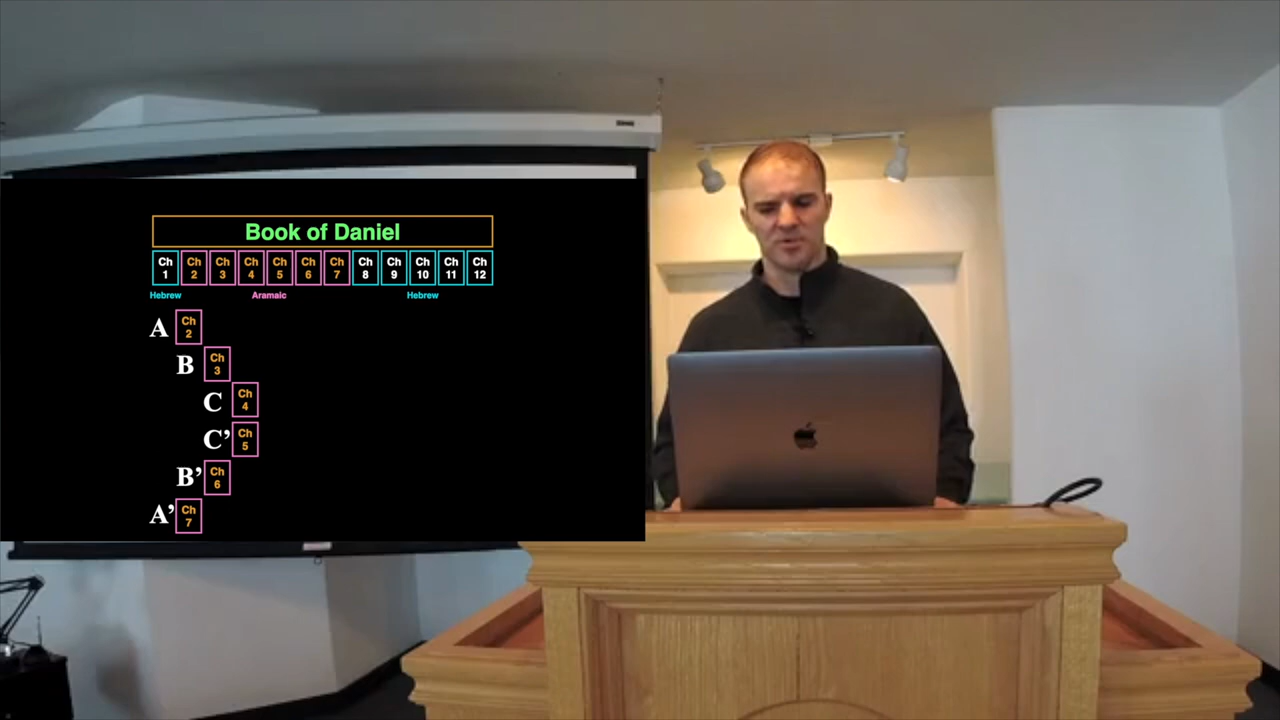 Book of Daniel
Ch Ch Ch Ch Ch Ch Ch Ch Ch Ch Ch Ch
1 2 3 4 5 6 7 8 9 10 11 12
Hebrew Aramaic Hebrew
A Ch 2
B Ch 3
C Ch 4
C’ Ch 5
B’ Ch 6
A’ Ch 7